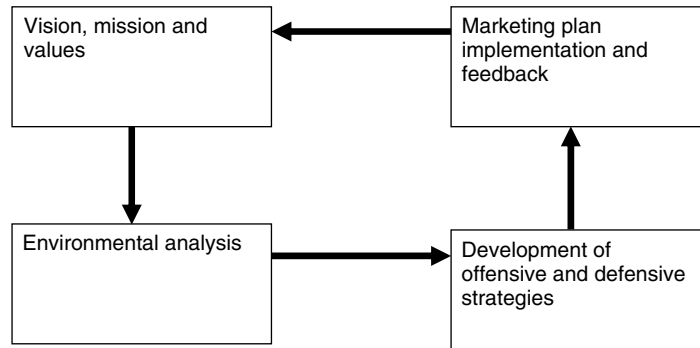 Vision, mission and
values
Marketing plan
implementation and
feedback
Environmental analysis
Development of
offensive and defensive
strategies